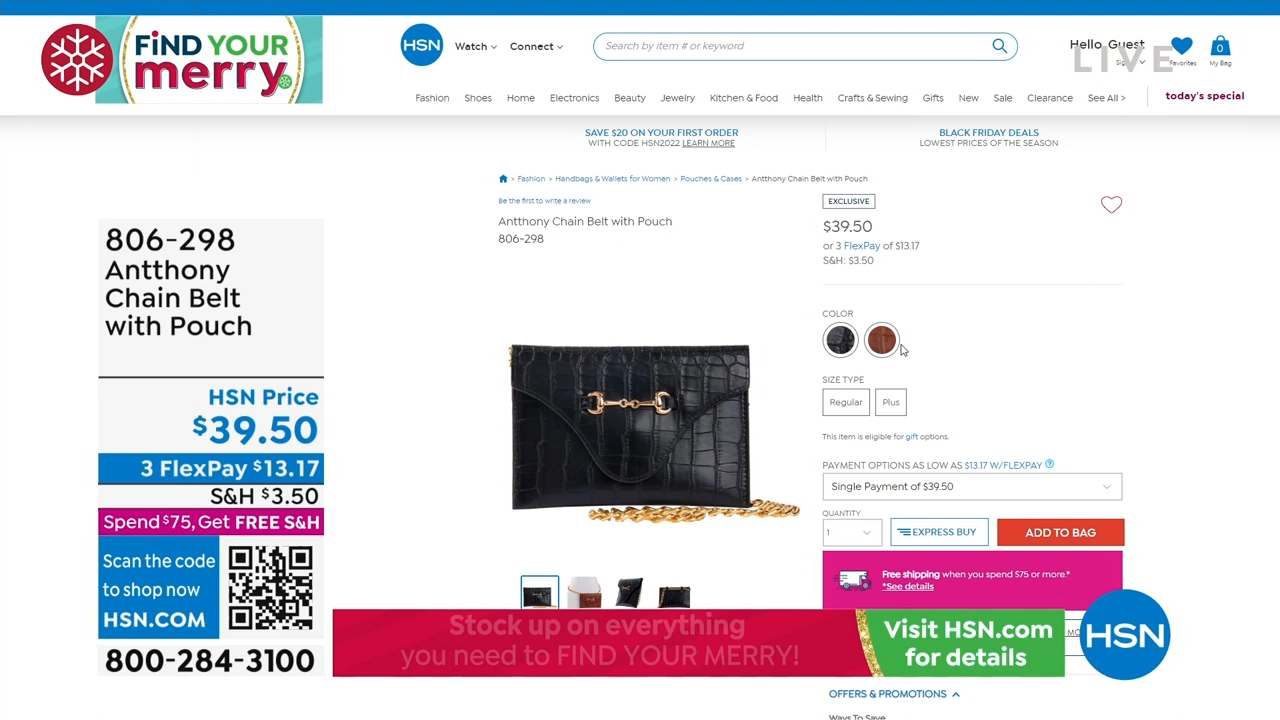 FiND YOUR
merry.
HSN
Watch
Connect
Search by item # or keyword
Hello, Guest
LIVE
Favorites
0
My Bag
Fashion Shoes Home Electronics Beauty Jewelry Kitchen & Food Health Crafts & Sewing Gifts New Sale Clearance See All > today's special
SAVE $20 ON YOUR FIRST ORDER
WITH CODE HSN2022 LEARN MORE
BLACK FRIDAY DEALS
LOWEST PRICES OF THE SEASON
> Fashion > Handbags & Wallets for Women > Pouches & Cases > Antthony Chain Belt with Pouch
Be the first to write a review
Antthony Chain Belt with Pouch
806-298
EXCLUSIVE
$39.50
or 3 FlexPay of $13.17
S&H: $3.50
COLOR
SIZE TYPE
Regular Plus
This item is eligible for gift options.
PAYMENT OPTIONS AS LOW AS $13.17 W/FLEXPAY ?
Single Payment of $39.50
QUANTITY
1
EXPRESS BUY
ADD TO BAG
Free shipping when you spend $75 or more.*
*See details
OFFERS & PROMOTIONS
Ways To Save
806-298
Antthony
Chain Belt
with Pouch
HSN Price
$39.50
3 FlexPay $13.17
S&H $3.50
Spend $75, Get FREE S&H
Scan the code
to shop now
HSN.COM
800-284-3100
Stock up on everything
you need to FIND YOUR MERRY!
Visit HSN.com
for details
HSN